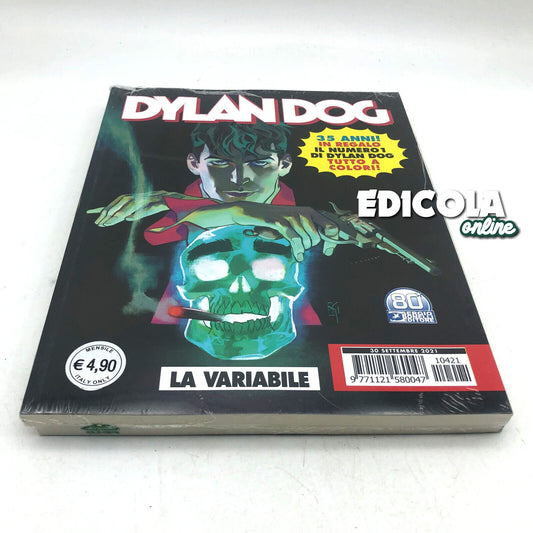 DYLAN DOG
35 ANNI!
IN REGALO
IL NUMERO 1
DI DYLAN DOG
TUTTO A
COLORI!
EDICOLA
online
80
SERGIO
BONELLI
EDITORE
MENSILE
€ 4,90
ITALY ONLY
LA VARIABILE
30 SETTEMBRE 2021
10421
9 771121 580047